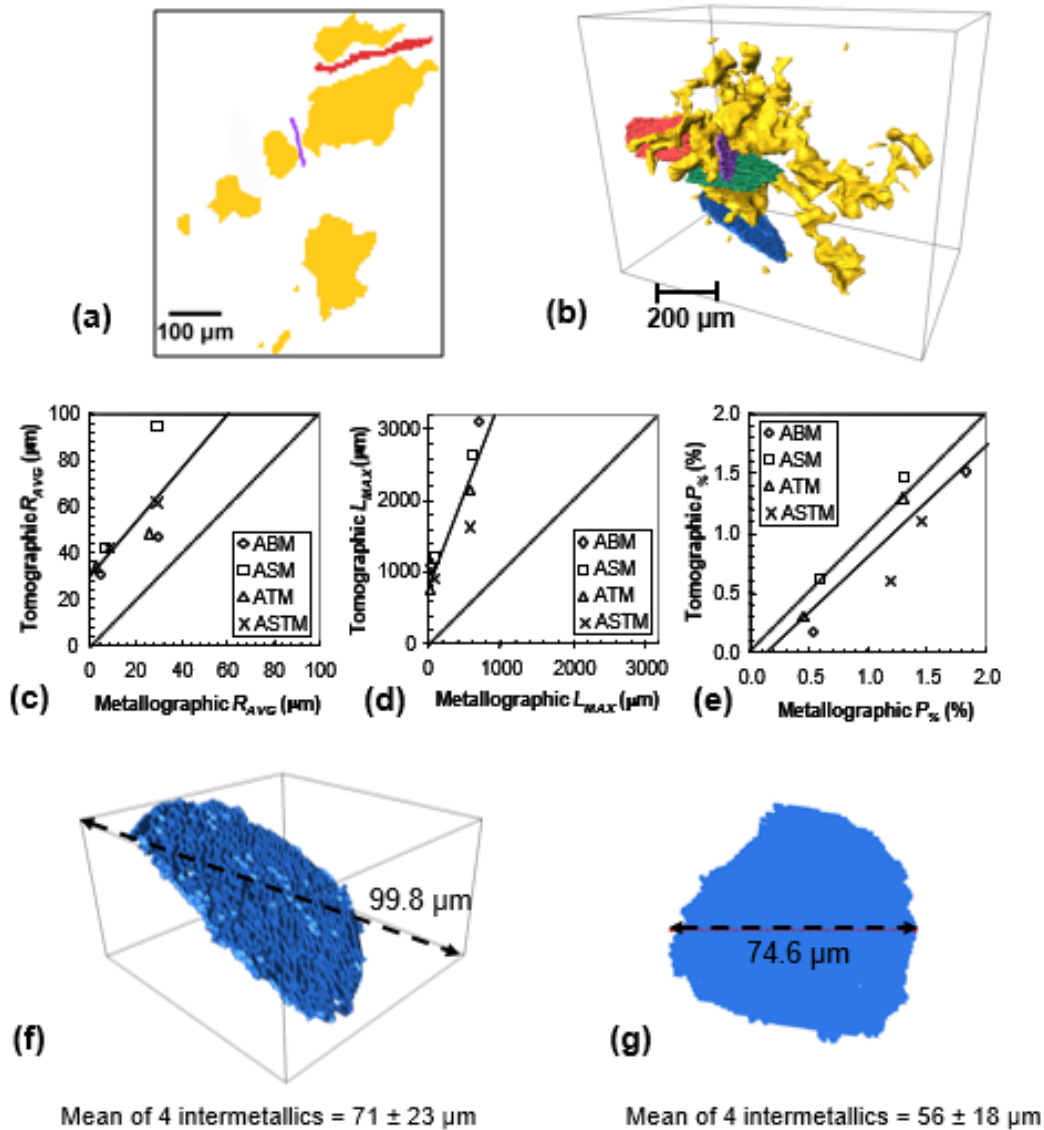 (a)
100 µm
(b)
200 µm
Tomographic R_AVG (µm)
100
80
60
40
20
0
0 20 40 60 80 100
ABM
ASM
ATM
ASTM
(c)
Metallographic R_AVG (µm)
Tomographic L_MAX (µm)
3000
2000
1000
0
0 1000 2000 3000
ABM
ASM
ATM
ASTM
(d)
Metallographic L_MAX (µm)
Tomographic P_% (%)
2.0
1.5
1.0
0.5
0.0
0.0 0.5 1.0 1.5 2.0
ABM
ASM
ATM
ASTM
(e)
Metallographic P_% (%)
99.8 µm
(f)
Mean of 4 intermetallics = 71 ± 23 µm
74.6 µm
(g)
Mean of 4 intermetallics = 56 ± 18 µm